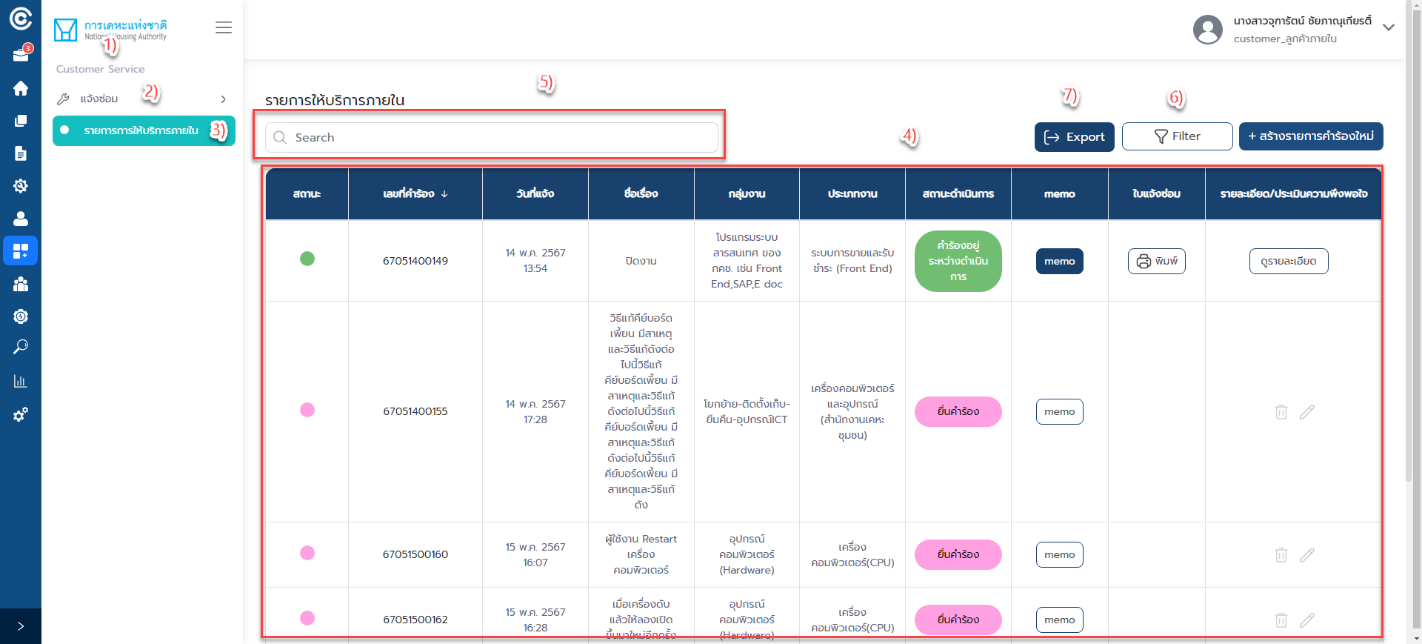 การเคหะแห่งชาติ
National Housing Authority
1)
Customer Service
แจ้งซ่อม
2)
รายการการให้บริการภายใน
3)
3
นางสาวจุฑารัตน์ ชัยภาณุเกียรติ์
customer_ลูกค้าภายใน
5)
รายการให้บริการภายใน
Search
4)
7)
6)
Export
Filter
+ สร้างรายการคำร้องใหม่
สถานะ
เลขที่คำร้อง ↓
วันที่แจ้ง
ชื่อเรื่อง
กลุ่มงาน
ประเภทงาน
สถานะดำเนินการ
memo
ใบแจ้งซ่อม
รายละเอียด/ประเมินความพึงพอใจ
67051400149
14 พ.ค. 2567
13:54
ปิดงาน
โปรแกรมระบบ
สารสนเทศ ของ
กคช. เช่น Front
End,SAP,E doc
ระบบการขายและรับ
ชำระ (Front End)
คำร้องอยู่
ระหว่างดำเนิน
การ
memo
พิมพ์
ดูรายละเอียด
67051400155
14 พ.ค. 2567
17:28
วิธีแก้คีย์บอร์ด
เพี้ยน มีสาเหตุ
และวิธีแก้ดังต่อ
ไปนี้วิธีแก้
คีย์บอร์ดเพี้ยน มี
สาเหตุและวิธีแก้
ดังต่อไปนี้วิธีแก้
คีย์บอร์ดเพี้ยน มี
สาเหตุและวิธีแก้
ดังต่อไปนี้วิธีแก้
คีย์บอร์ดเพี้ยน มี
สาเหตุและวิธีแก้
ดัง
โยกย้าย-ติดตั้งเก็บ-
ยืมคืน-อุปกรณ์ICT
เครื่องคอมพิวเตอร์
และอุปกรณ์
(สำนักงานเคหะ
ชุมชน)
ยื่นคำร้อง
memo
67051500160
15 พ.ค. 2567
16:07
ผู้ใช้งาน Restart
เครื่อง
คอมพิวเตอร์
อุปกรณ์
คอมพิวเตอร์
(Hardware)
เครื่อง
คอมพิวเตอร์(CPU)
ยื่นคำร้อง
memo
67051500162
15 พ.ค. 2567
16:28
เมื่อเครื่องดับ
แล้วให้ลองเปิด
ขึ้นมาใหม่อีกครั้ง
อุปกรณ์
คอมพิวเตอร์
(Hardware)
เครื่อง
คอมพิวเตอร์(CPU)
ยื่นคำร้อง
memo